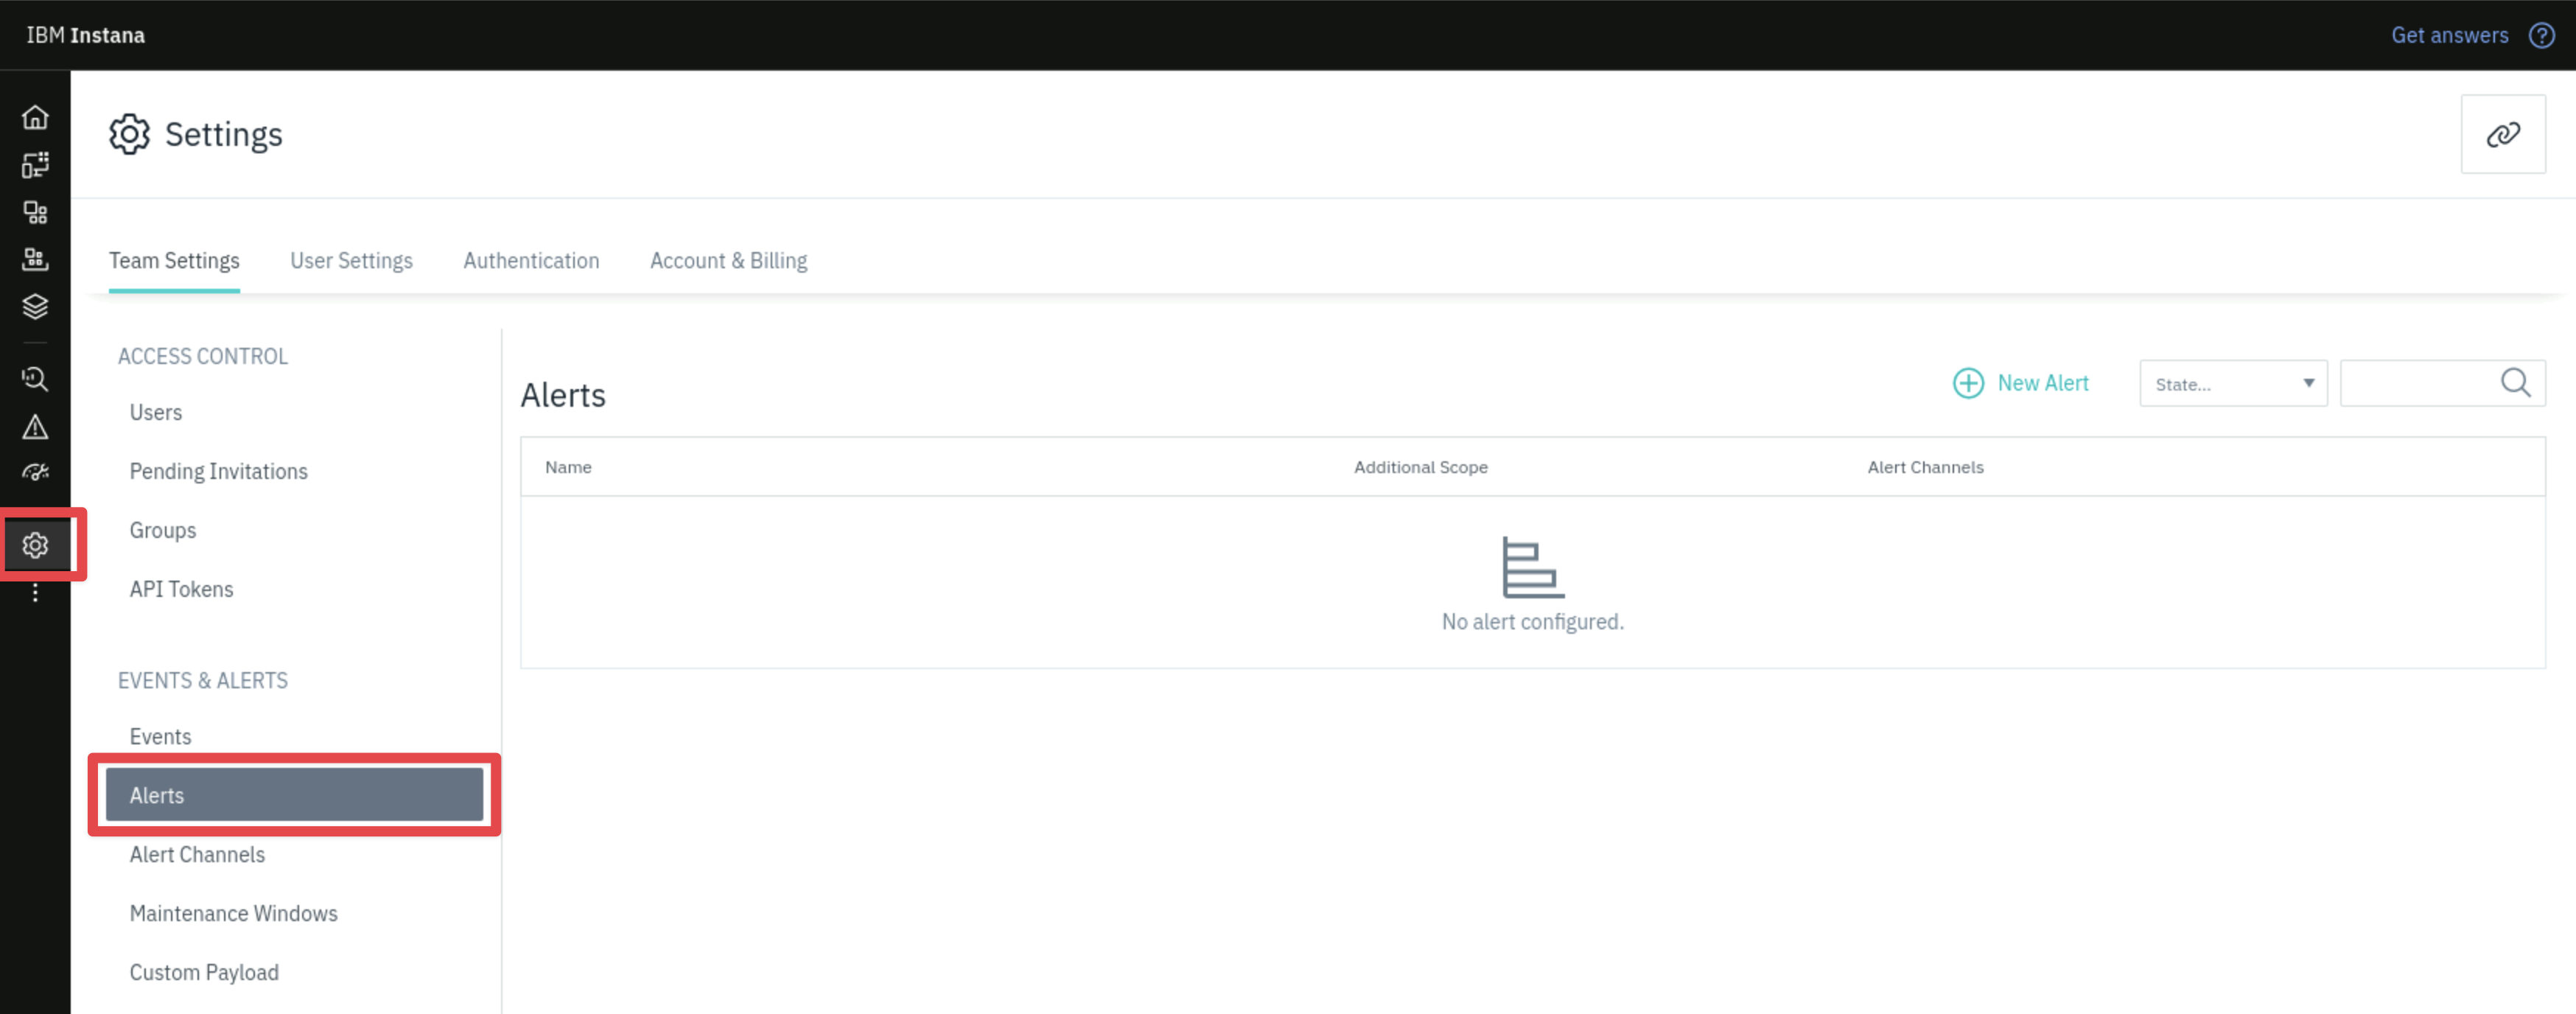 IBM Instana
Get answers
Settings
Team Settings
User Settings
Authentication
Account & Billing
ACCESS CONTROL
Users
Pending Invitations
Groups
API Tokens
EVENTS & ALERTS
Events
Alerts
Alert Channels
Maintenance Windows
Custom Payload
Alerts
New Alert
State...
Name
Additional Scope
Alert Channels
No alert configured.